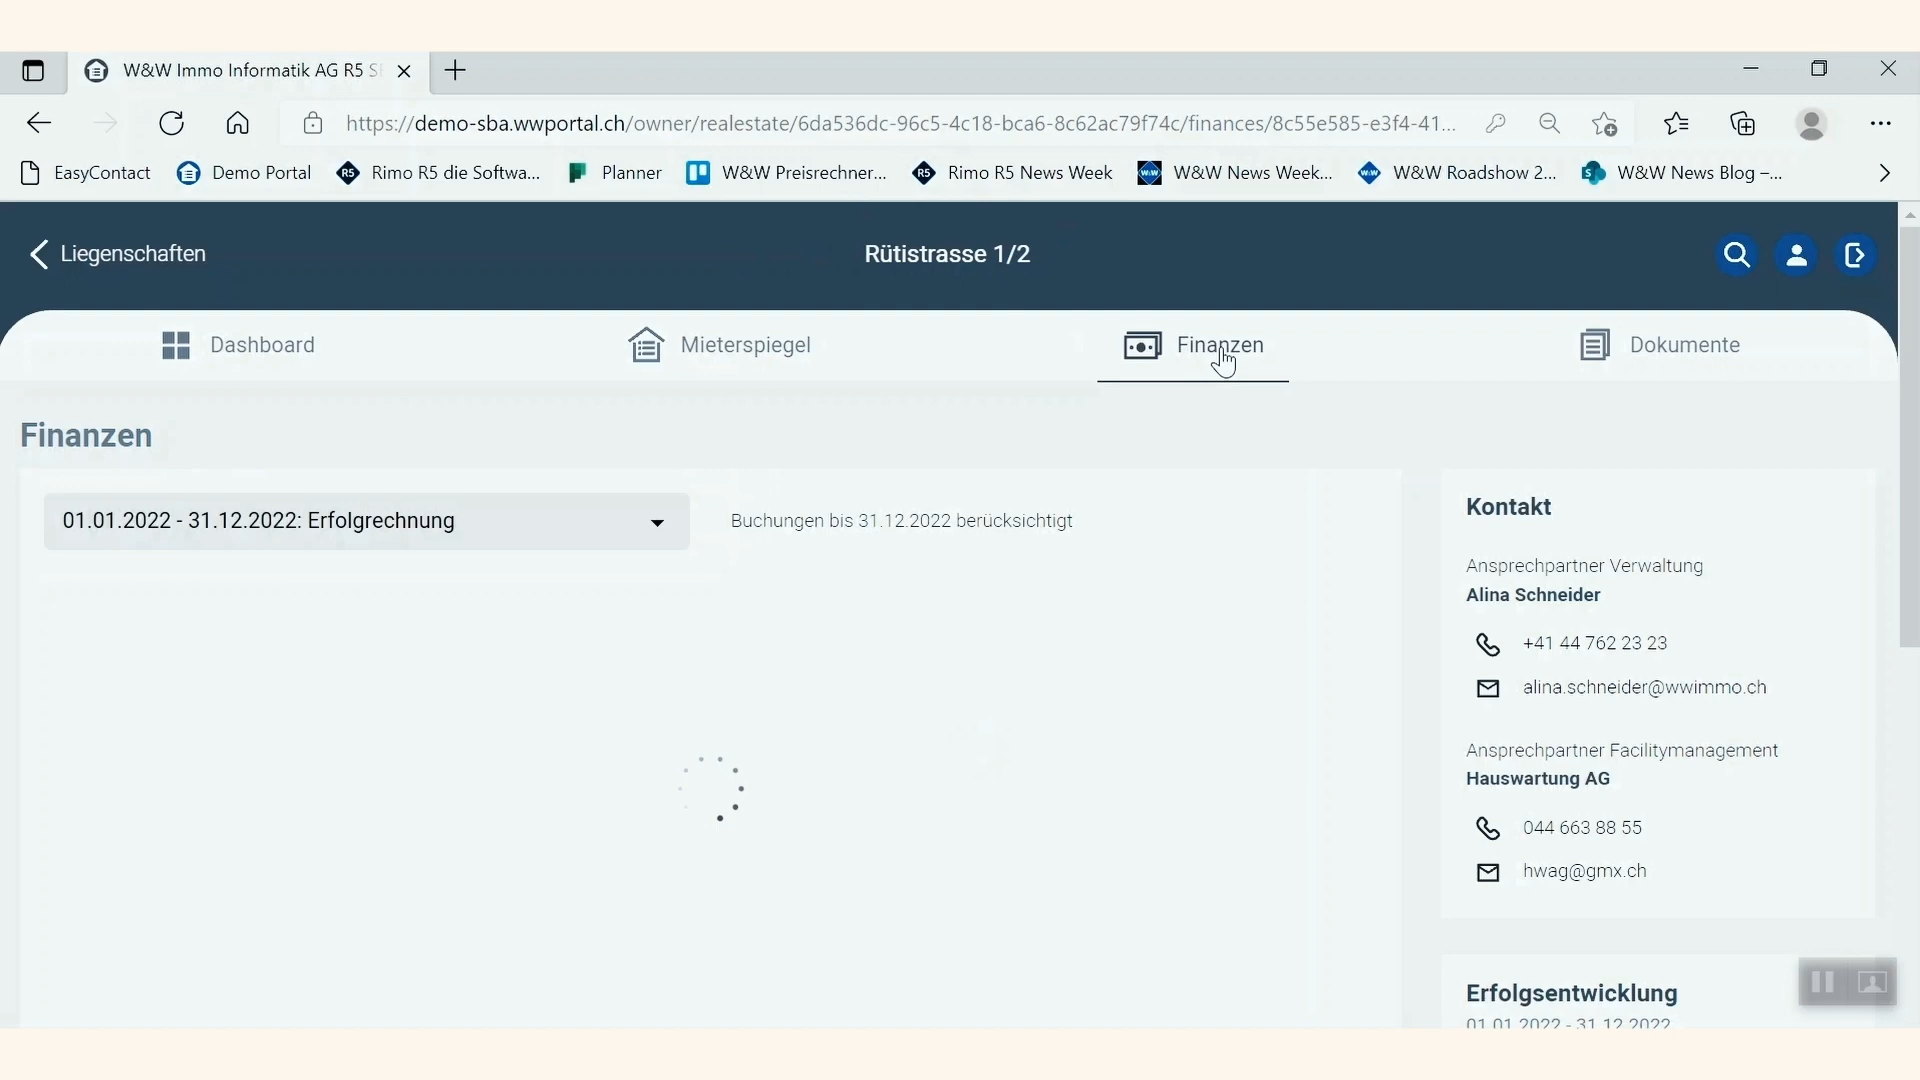 W&W Immo Informatik AG R5 S
https://demo-sba.wwportal.ch/owner/realestate/6da536dc-96c5-4c18-bca6-8c62ac79f74c/finances/8c55e585-e3f4-41...
EasyContact Demo Portal Rimo R5 die Softwa... Planner W&W Preisrechner... Rimo R5 News Week W&W News Week... W&W Roadshow 2... W&W News Blog –...
Liegenschaften Rütistrasse 1/2
Dashboard Mieterspiegel Finanzen Dokumente
Finanzen
01.01.2022 - 31.12.2022: Erfolgrechnung Buchungen bis 31.12.2022 berücksichtigt
Kontakt
Ansprechpartner Verwaltung
Alina Schneider
+41 44 762 23 23
alina.schneider@wwimmo.ch
Ansprechpartner Facilitymanagement
Hauswartung AG
044 663 88 55
hwag@gmx.ch
Erfolgsentwicklung
01.01.2022 - 31.12.2022